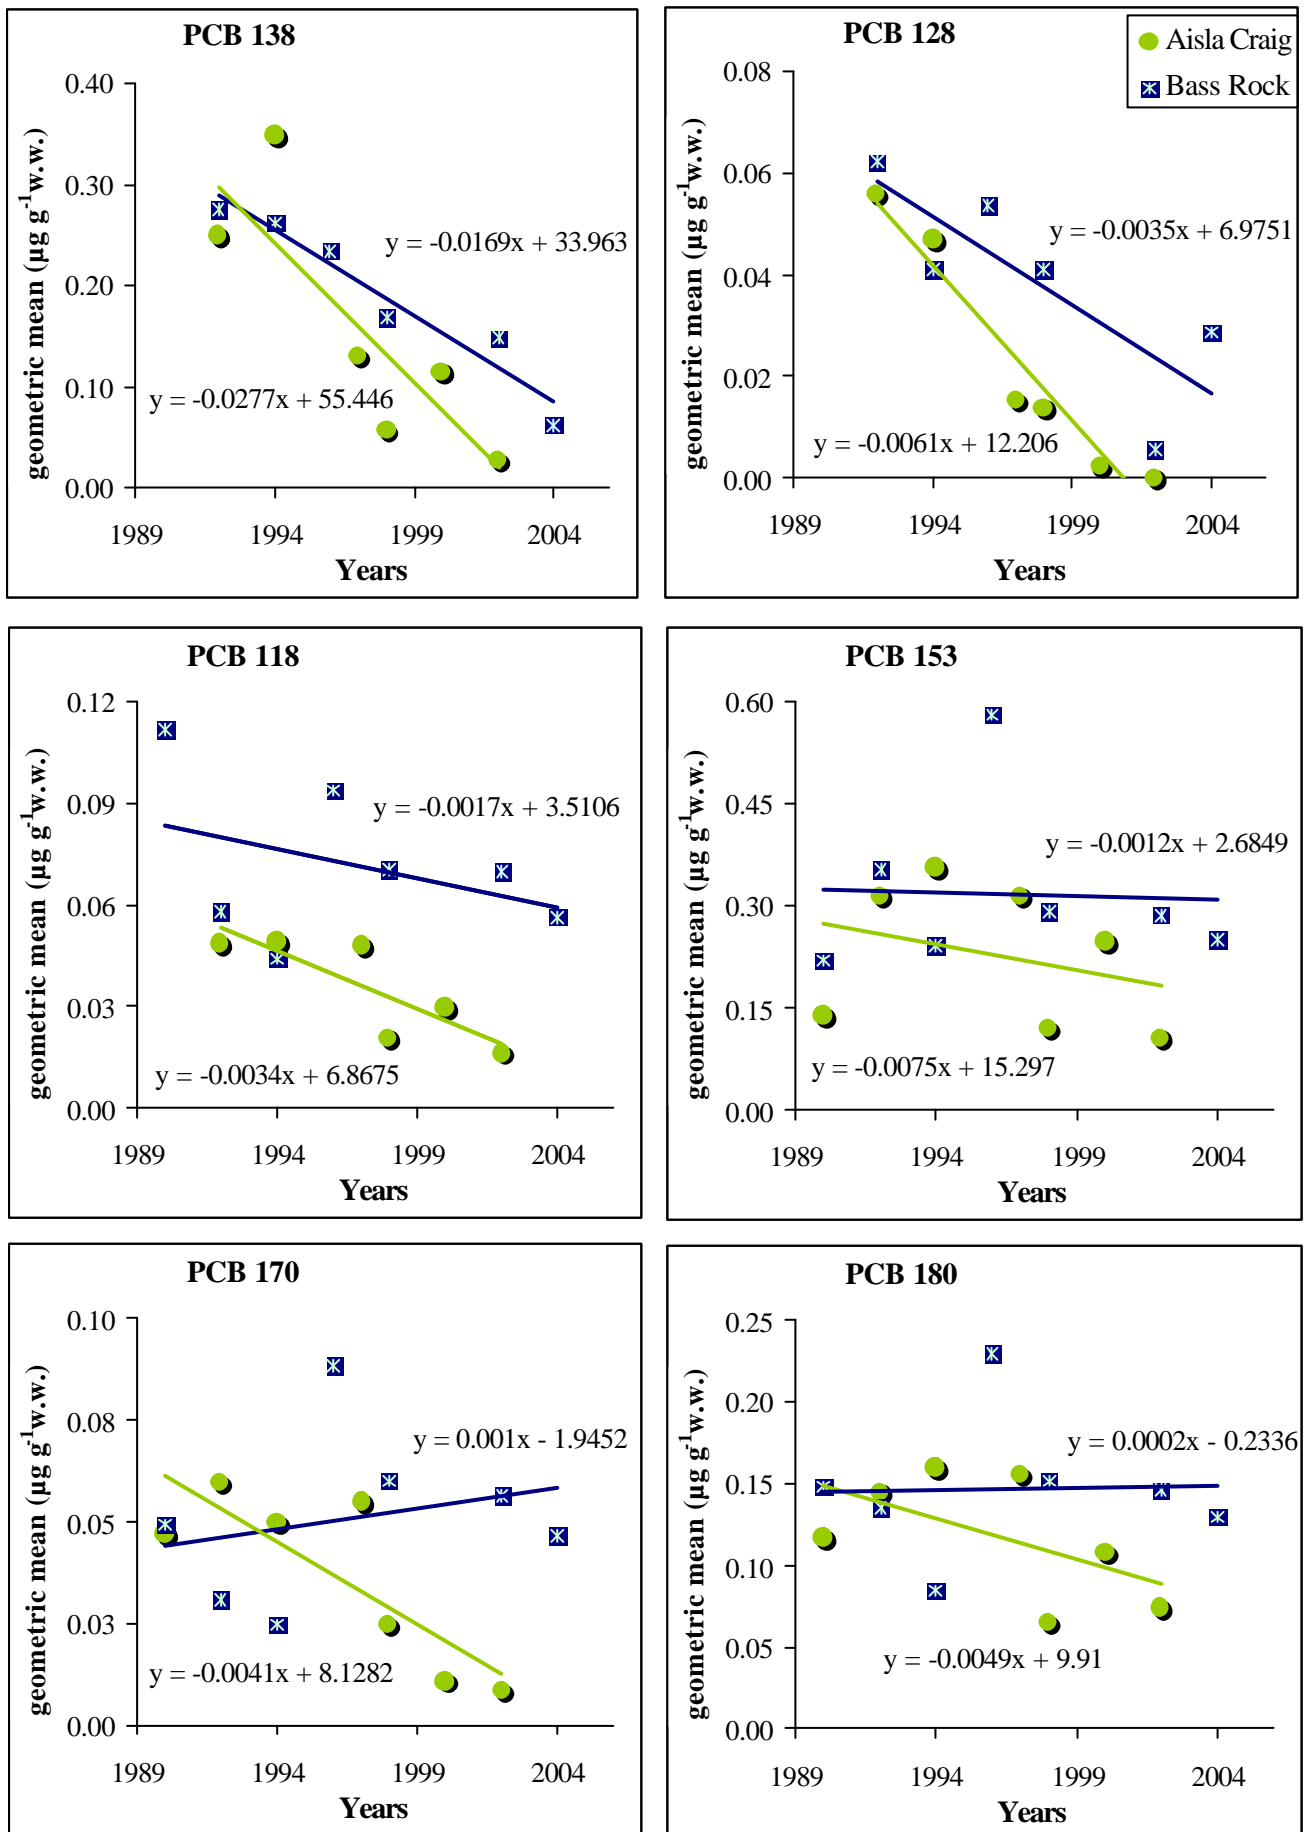 PCB 138
geometric mean (µg g-1w.w.)
0.40
0.30
0.20
0.10
0.00
y = -0.0169x + 33.963
y = -0.0277x + 55.446
1989 1994 1999 2004
Years
PCB 128
Aisla Craig
Bass Rock
geometric mean (µg g-1w.w.)
0.08
0.06
0.04
0.02
0.00
y = -0.0035x + 6.9751
y = -0.0061x + 12.206
1989 1994 1999 2004
Years
PCB 118
geometric mean (µg g-1w.w.)
0.12
0.09
0.06
0.03
0.00
y = -0.0017x + 3.5106
y = -0.0034x + 6.8675
1989 1994 1999 2004
Years
PCB 153
geometric mean (µg g-1w.w.)
0.60
0.45
0.30
0.15
0.00
y = -0.0012x + 2.6849
y = -0.0075x + 15.297
1989 1994 1999 2004
Years
PCB 170
geometric mean (µg g-1w.w.)
0.10
0.08
0.05
0.03
0.00
y = 0.001x - 1.9452
y = -0.0041x + 8.1282
1989 1994 1999 2004
Years
PCB 180
geometric mean (µg g-1w.w.)
0.25
0.20
0.15
0.10
0.05
0.00
y = 0.0002x - 0.2336
y = -0.0049x + 9.91
1989 1994 1999 2004
Years